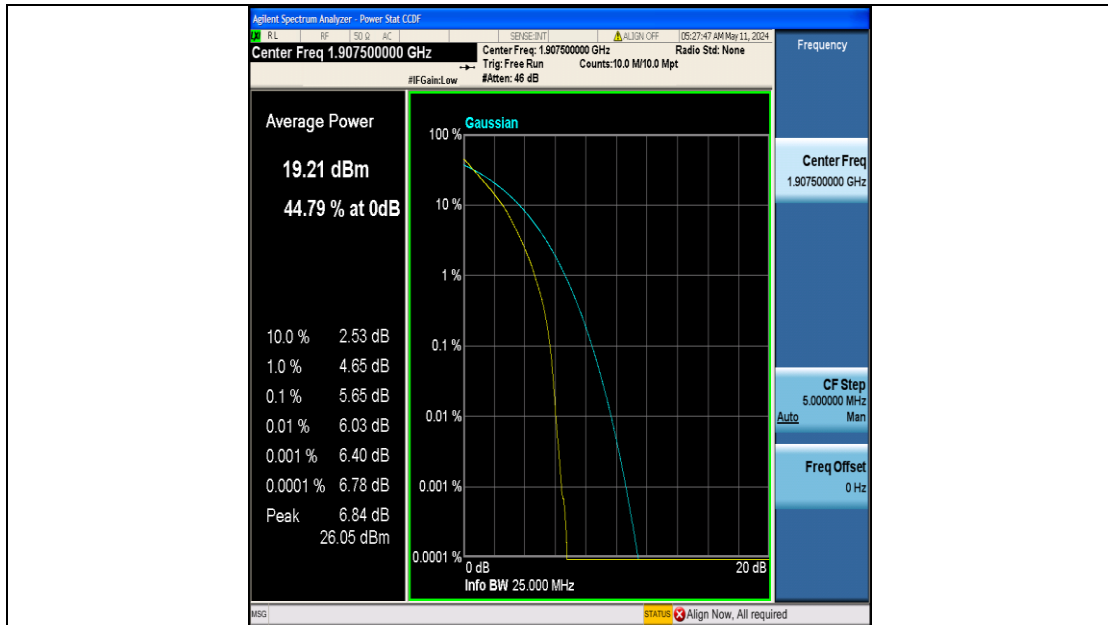 Agilent Spectrum Analyzer - Power Stat CCDF
RL RF 50 Ω AC SENSE:INT ALIGN OFF 05:27:47 AM May 11, 2024
Center Freq 1.907500000 GHz
Center Freq: 1.907500000 GHz Radio Std: None
Trig: Free Run Counts:10.0 M/10.0 Mpt
#IFGain:Low #Atten: 46 dB
Frequency
Average Power
19.21 dBm
44.79 % at 0dB
10.0 % 2.53 dB
1.0 % 4.65 dB
0.1 % 5.65 dB
0.01 % 6.03 dB
0.001 % 6.40 dB
0.0001 % 6.78 dB
Peak 6.84 dB
26.05 dBm
Gaussian
100 %
10 %
1 %
0.1 %
0.01 %
0.001 %
0.0001 %
0 dB 20 dB
Info BW 25.000 MHz
Center Freq
1.907500000 GHz
CF Step
5.000000 MHz
Auto Man
Freq Offset
0 Hz
MSG STATUS Align Now, All required